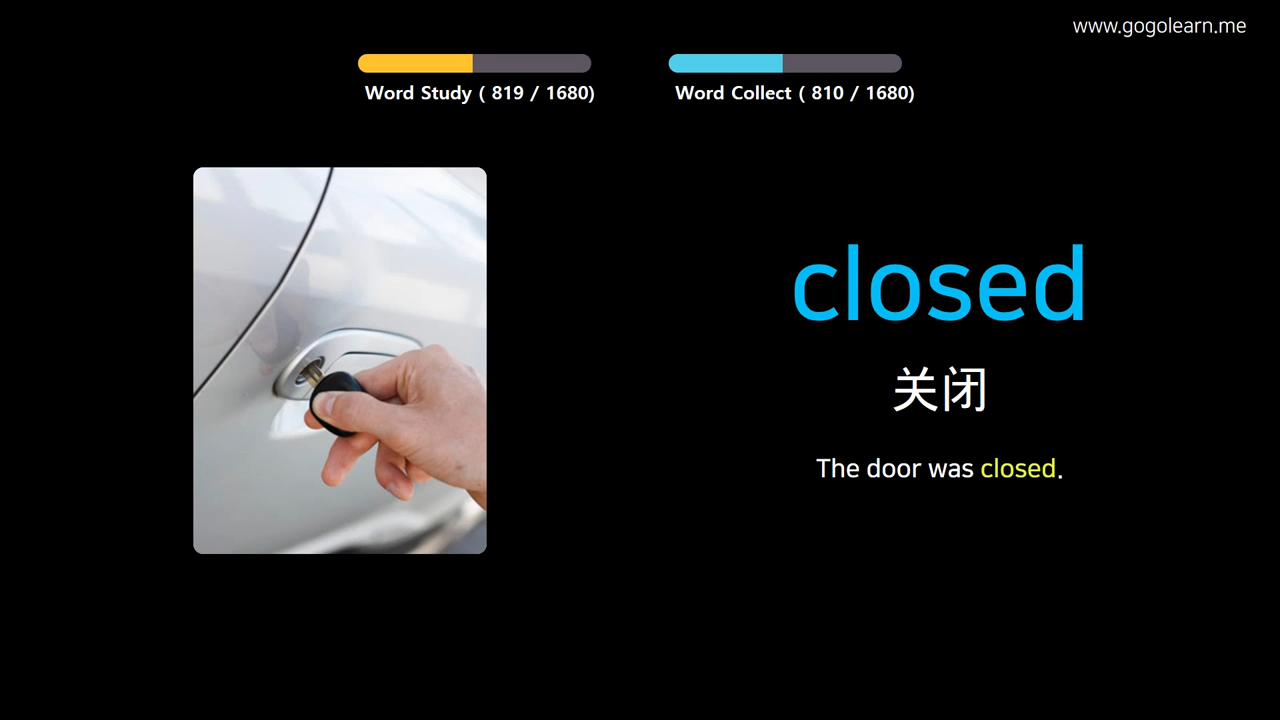 www.gogolearn.me
Word Study ( 819 / 1680)
Word Collect ( 810 / 1680)
closed
关闭
The door was closed.